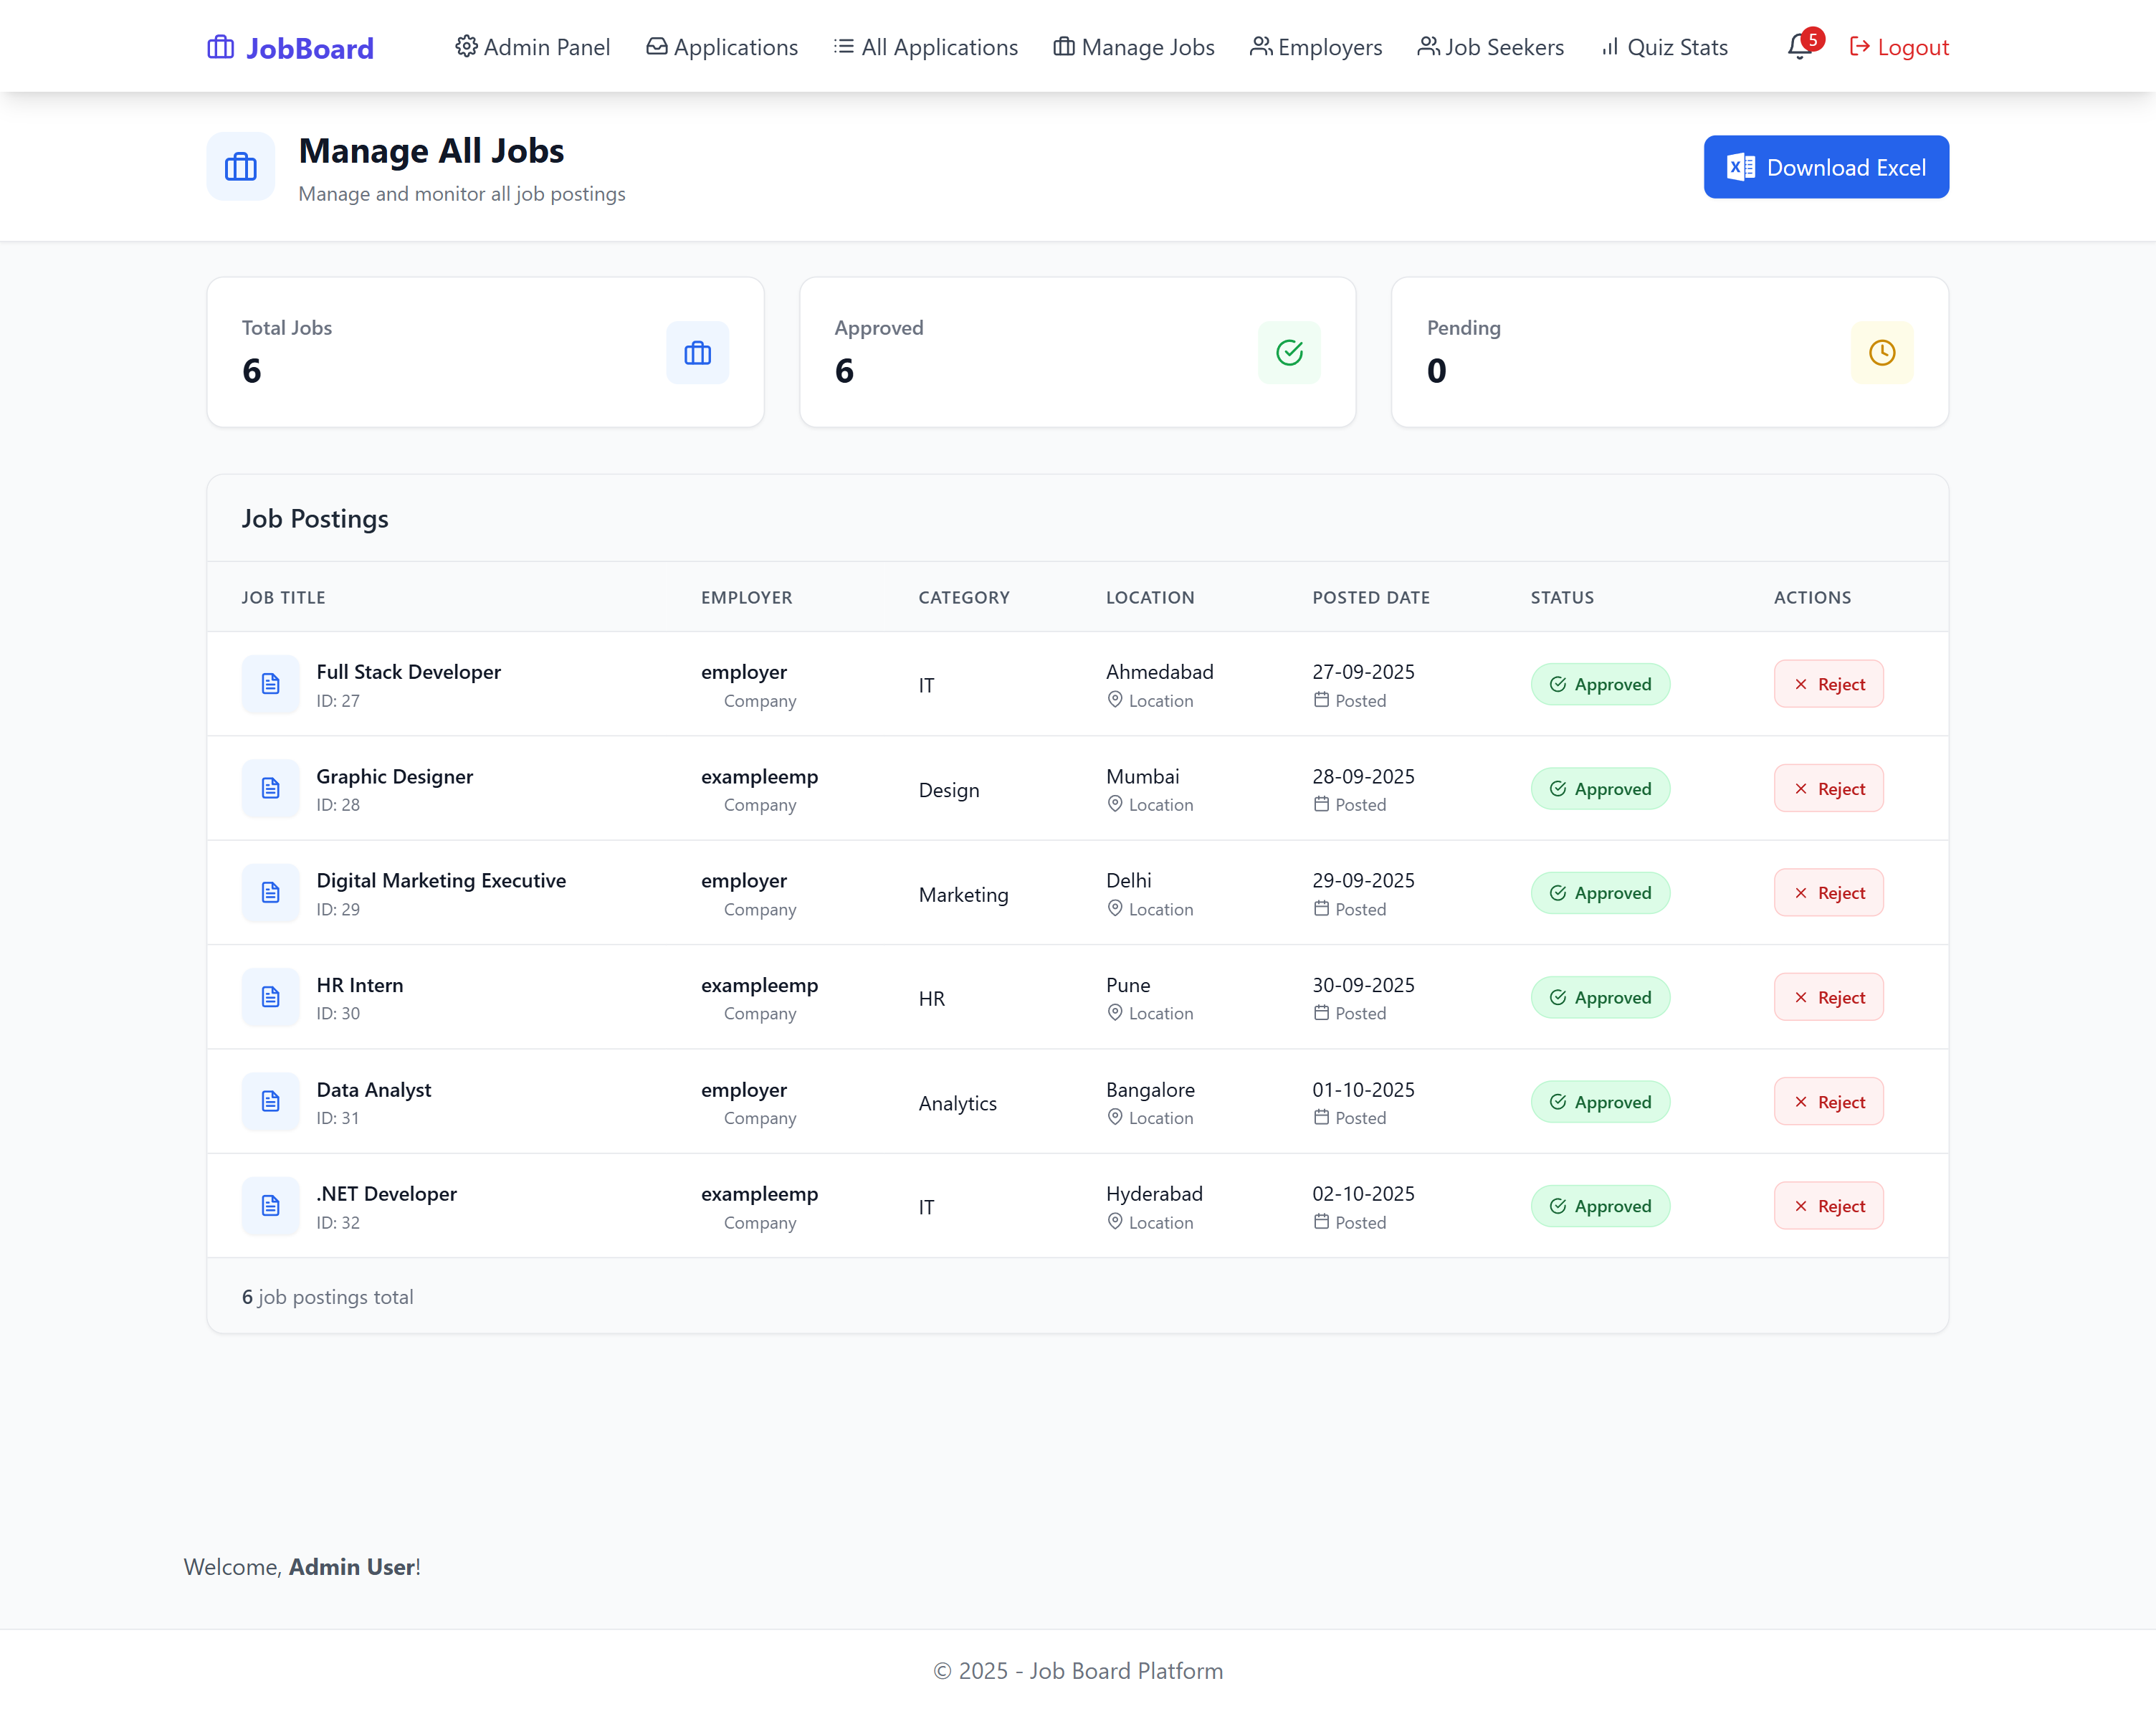 JobBoard Admin Panel Applications All Applications Manage Jobs Employers Job Seekers Quiz Stats 5 Logout
Manage All Jobs
Manage and monitor all job postings
Download Excel
Total Jobs
6
Approved
6
Pending
0
Job Postings
JOB TITLE EMPLOYER CATEGORY LOCATION POSTED DATE STATUS ACTIONS
Full Stack Developer employer IT Ahmedabad 27-09-2025 Approved Reject
ID: 27 Company Location Posted
Graphic Designer exampleemp Design Mumbai 28-09-2025 Approved Reject
ID: 28 Company Location Posted
Digital Marketing Executive employer Marketing Delhi 29-09-2025 Approved Reject
ID: 29 Company Location Posted
HR Intern exampleemp HR Pune 30-09-2025 Approved Reject
ID: 30 Company Location Posted
Data Analyst employer Analytics Bangalore 01-10-2025 Approved Reject
ID: 31 Company Location Posted
.NET Developer exampleemp IT Hyderabad 02-10-2025 Approved Reject
ID: 32 Company Location Posted
6 job postings total
Welcome, Admin User!
© 2025 - Job Board Platform